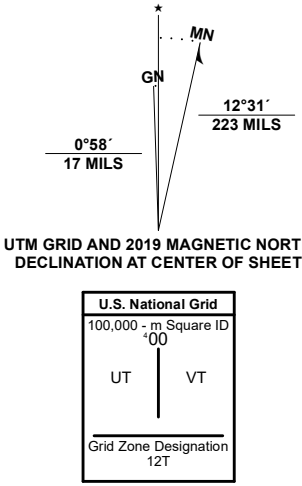 ★
MN
GN
12°31´
223 MILS
0°58´
17 MILS
UTM GRID AND 2019 MAGNETIC NORT
DECLINATION AT CENTER OF SHEET
U.S. National Grid
100,000 - m Square ID
⁴00
UT VT
Grid Zone Designation
12T